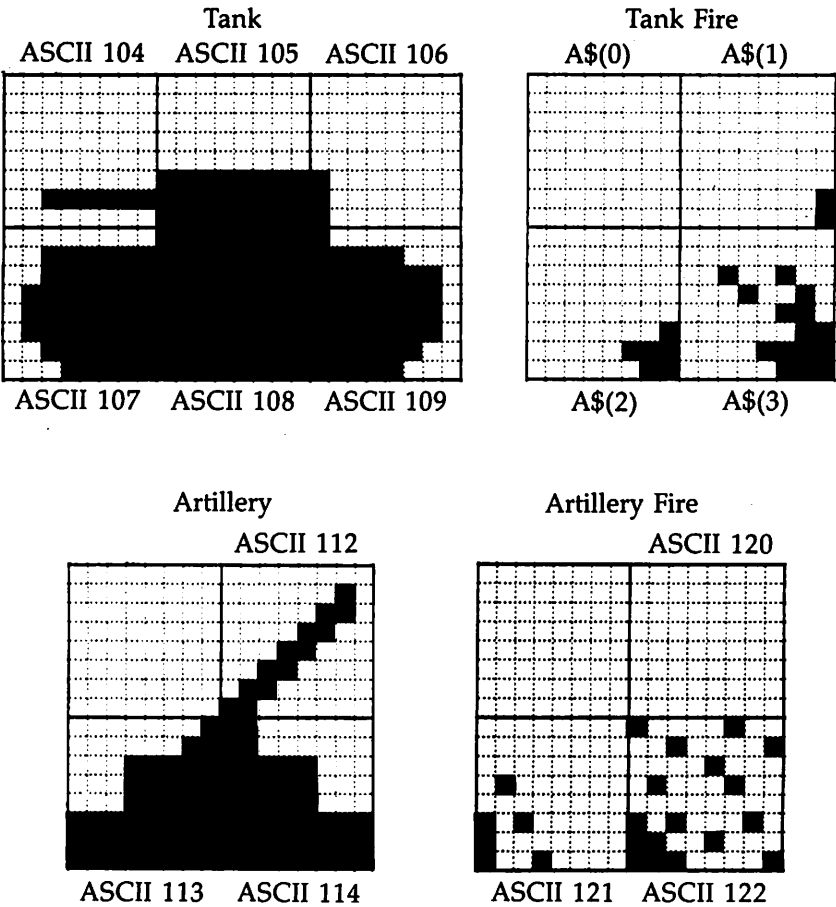 Tank
ASCII 104 ASCII 105 ASCII 106
ASCII 107 ASCII 108 ASCII 109
Tank Fire
A$(0) A$(1)
A$(2) A$(3)
Artillery
ASCII 112
ASCII 113 ASCII 114
Artillery Fire
ASCII 120
ASCII 121 ASCII 122